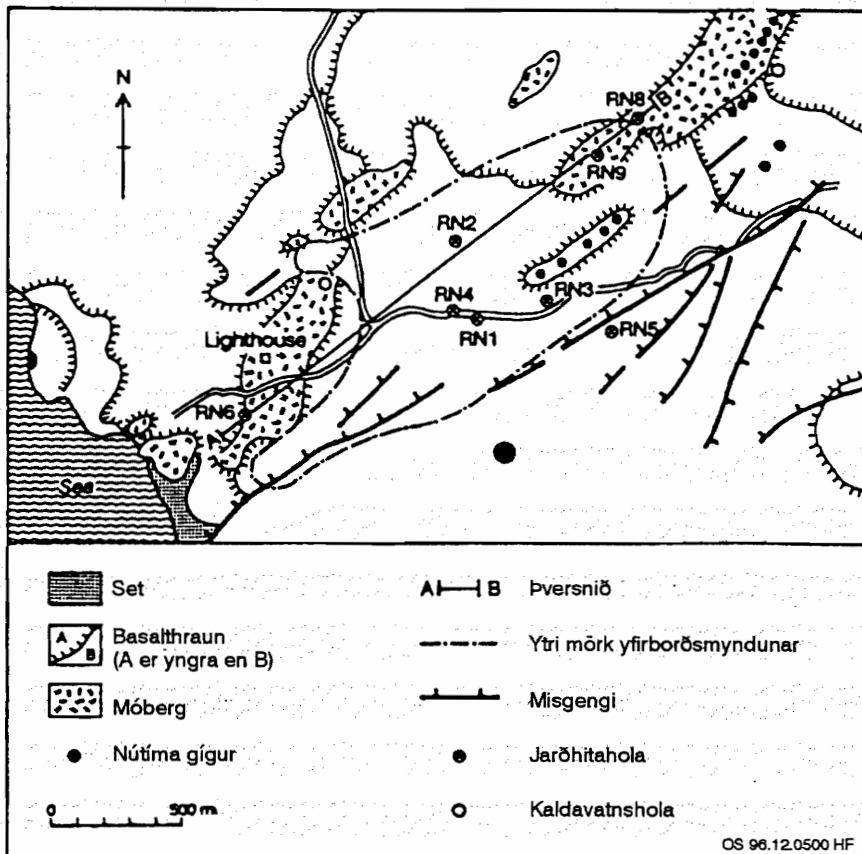 N
RN8
B
RN9
RN2
RN4
RN3
RN1
RN5
Lighthouse
RN6
A
Sea
Set
A B Þversnið
A
B
Basalthraun
(A er yngra en B)
Ytri mörk yfirborðsmyndunar
Móberg
Misgengi
Nútíma gígur
Jarðhitahola
0 500 m
Kaldavatnshola
OS 96.12.0500 HF